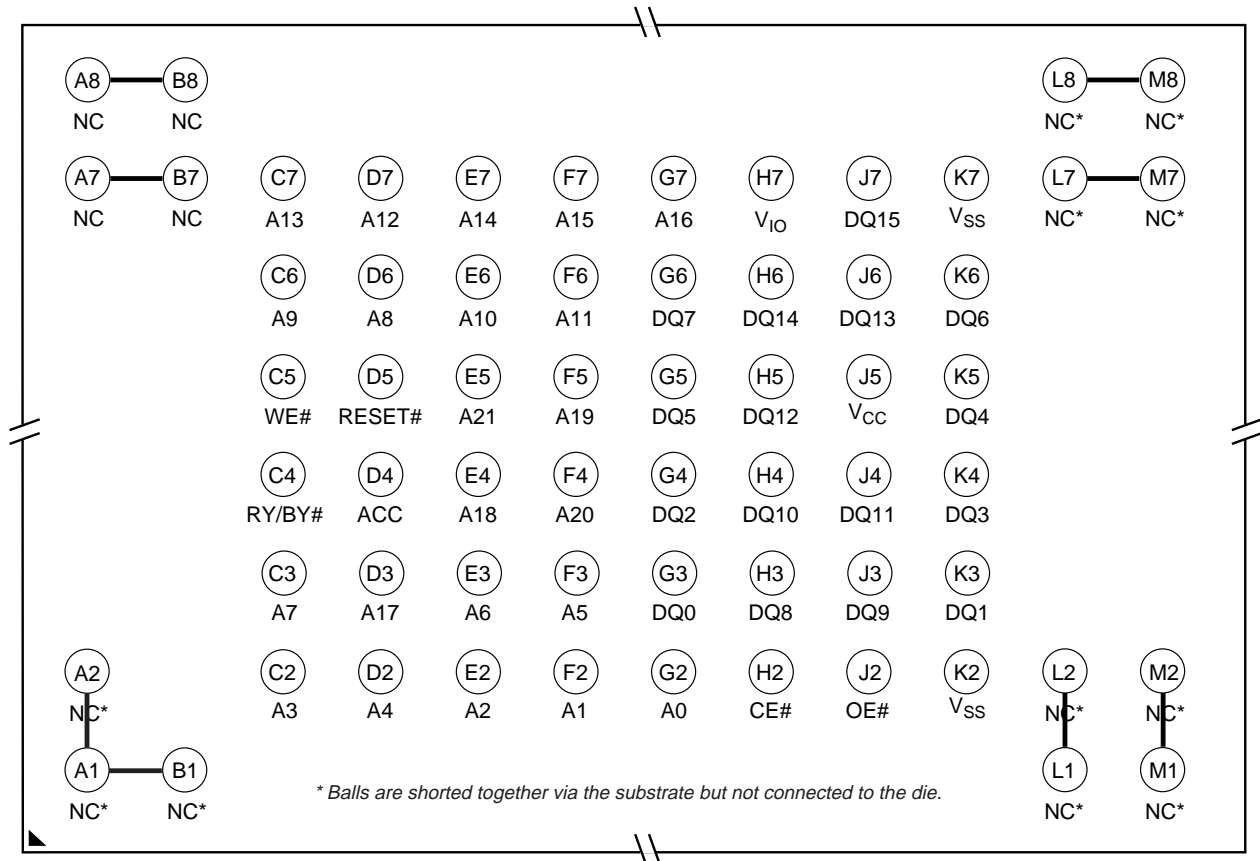 A8 B8 L8 M8
NC NC NC* NC*
A7 B7 C7 D7 E7 F7 G7 H7 J7 K7 L7 M7
NC NC A13 A12 A14 A15 A16 VIO DQ15 VSS NC* NC*
C6 D6 E6 F6 G6 H6 J6 K6
A9 A8 A10 A11 DQ7 DQ14 DQ13 DQ6
C5 D5 E5 F5 G5 H5 J5 K5
WE# RESET# A21 A19 DQ5 DQ12 VCC DQ4
C4 D4 E4 F4 G4 H4 J4 K4
RY/BY# ACC A18 A20 DQ2 DQ10 DQ11 DQ3
C3 D3 E3 F3 G3 H3 J3 K3
A7 A17 A6 A5 DQ0 DQ8 DQ9 DQ1
A2 C2 D2 E2 F2 G2 H2 J2 K2 L2 M2
NC* A3 A4 A2 A1 A0 CE# OE# VSS NC* NC*
A1 B1 L1 M1
* Balls are shorted together via the substrate but not connected to the die.
NC* NC* NC* NC*